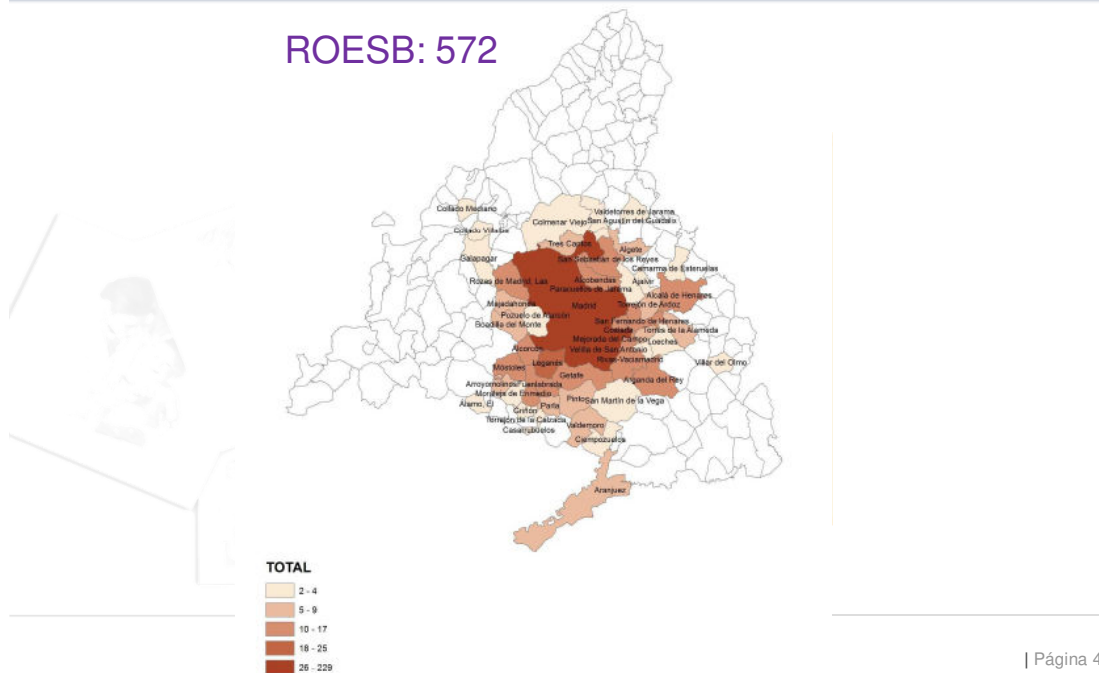 ROESB: 572
Collado Mediano
Valdetorres de Jarama
Colmenar Viejo
San Agustín del Guadalix
Collado Villalba
Tres Cantos
Algete
San Sebastián de los Reyes
Galapagar
Camarma de Esteruelas
Rozas de Madrid, Las
Alcobendas
Ajalvir
Paracuellos de Jarama
Alcalá de Henares
Majadahonda
Madrid
Torrejón de Ardoz
Pozuelo de Alarcón
San Fernando de Henares
Boadilla del Monte
Coslada
Torres de la Alameda
Mejorada del Campo
Loeches
Alcorcón
Velilla de San Antonio
Leganés
Rivas-Vaciamadrid
Villar del Olmo
Móstoles
Getafe
Arganda del Rey
Arroyomolinos
Fuenlabrada
Moraleja de Enmedio
Álamo, El
Parla
Pinto
San Martín de la Vega
Griñón
Torrejón de la Calzada
Valdemoro
Casarrubuelos
Ciempozuelos
Aranjuez
TOTAL
2 - 4
5 - 9
10 - 17
18 - 25
26 - 229
| Página 4